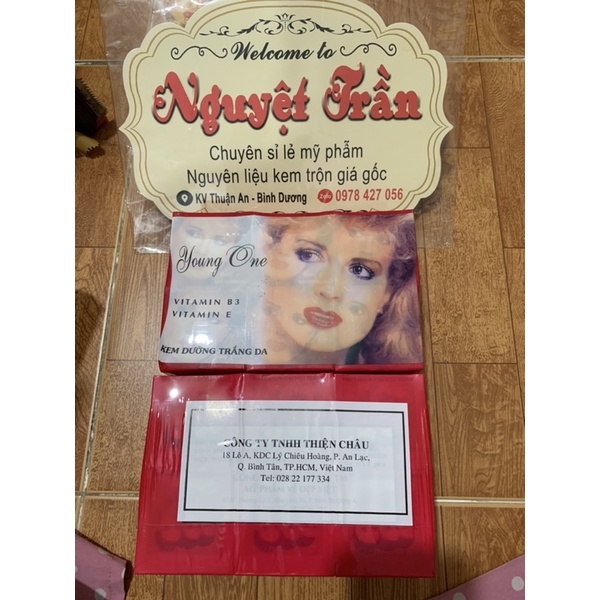 Welcome to
Nguyệt Trần
Chuyên sỉ lẻ mỹ phẩm
Nguyên liệu kem trộn giá gốc
KV Thuận An - Bình Dương
Zalo 0978 427 056
Young One
VITAMIN B3
VITAMIN E
KEM DƯỠNG TRẮNG DA
CÔNG TY TNHH THIỆN CHÂU
18 Lô A, KDC Lý Chiêu Hoàng, P. An Lạc,
Q. Bình Tân, TP.HCM, Việt Nam
Tel: 028 22 177 334